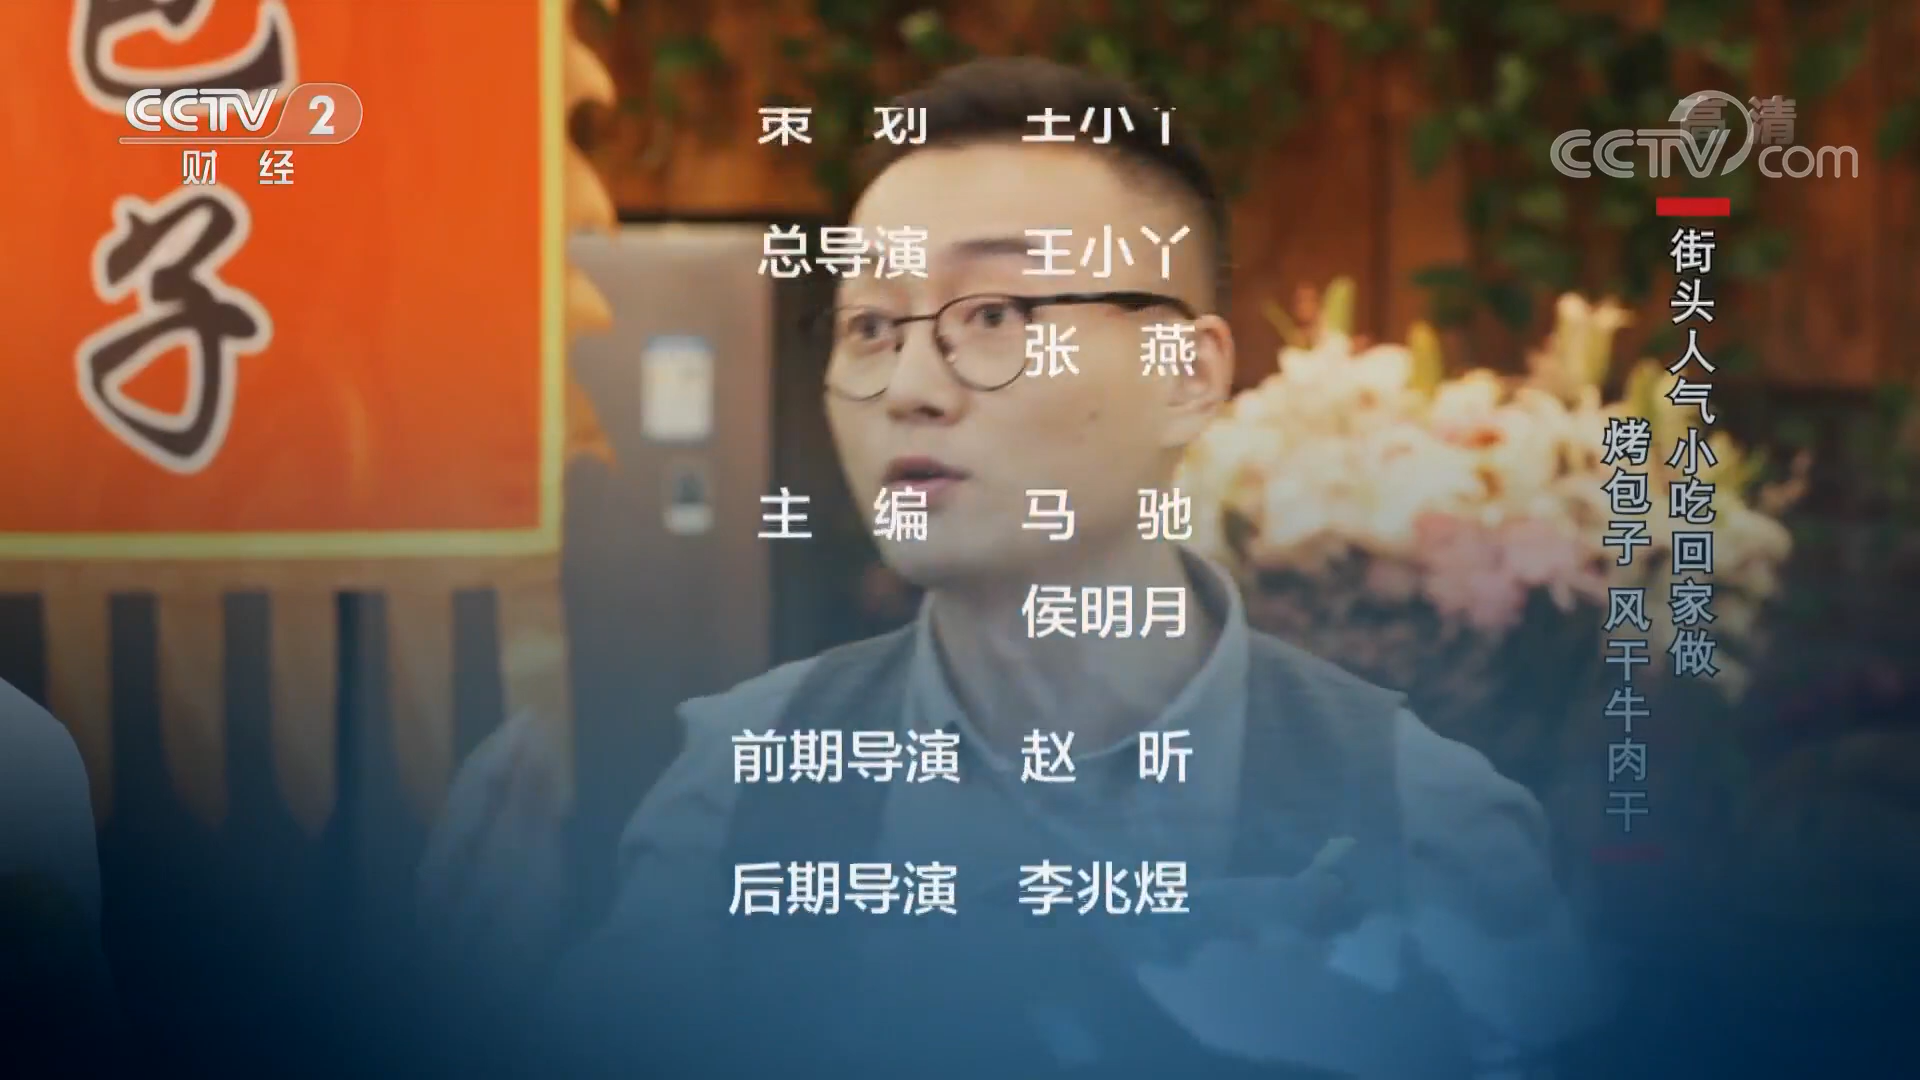 包
子
CCTV 2
财 经
高清
CCTV com
策 划 王小丫
总导演 王小丫
张 燕
主 编 马 驰
侯明月
前期导演 赵 昕
后期导演 李兆煜
街头人气小吃回家做
烤包子 风干牛肉干